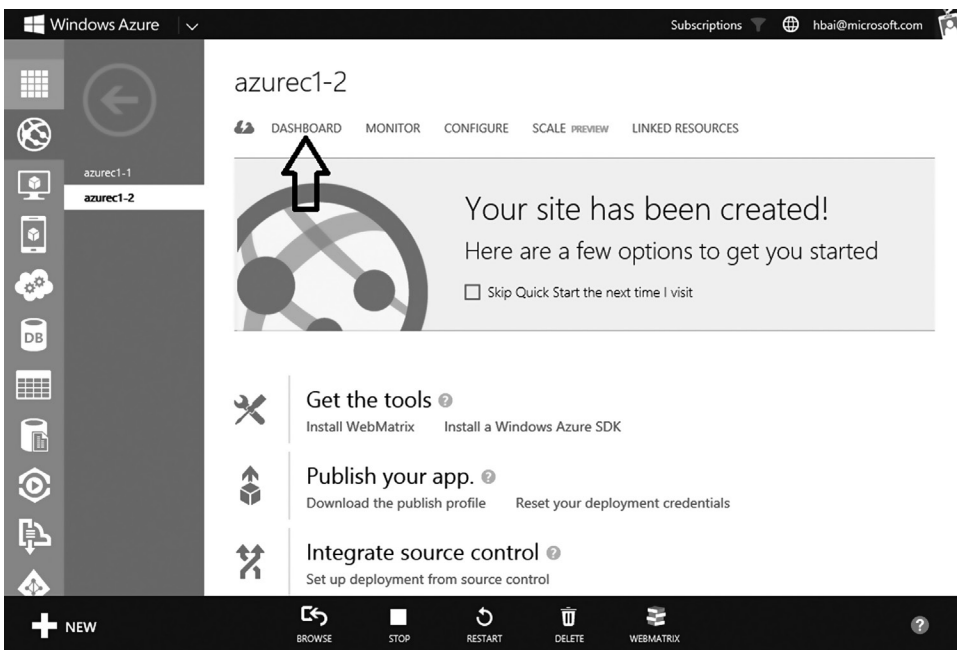 Windows Azure
Subscriptions hbai@microsoft.com
azurec1-2
DASHBOARD MONITOR CONFIGURE SCALE PREVIEW LINKED RESOURCES
azurec1-1
azurec1-2
Your site has been created!
Here are a few options to get you started
Skip Quick Start the next time I visit
DB
Get the tools ?
Install WebMatrix Install a Windows Azure SDK
Publish your app. ?
Download the publish profile Reset your deployment credentials
Integrate source control ?
Set up deployment from source control
NEW
BROWSE STOP RESTART DELETE WEBMATRIX ?